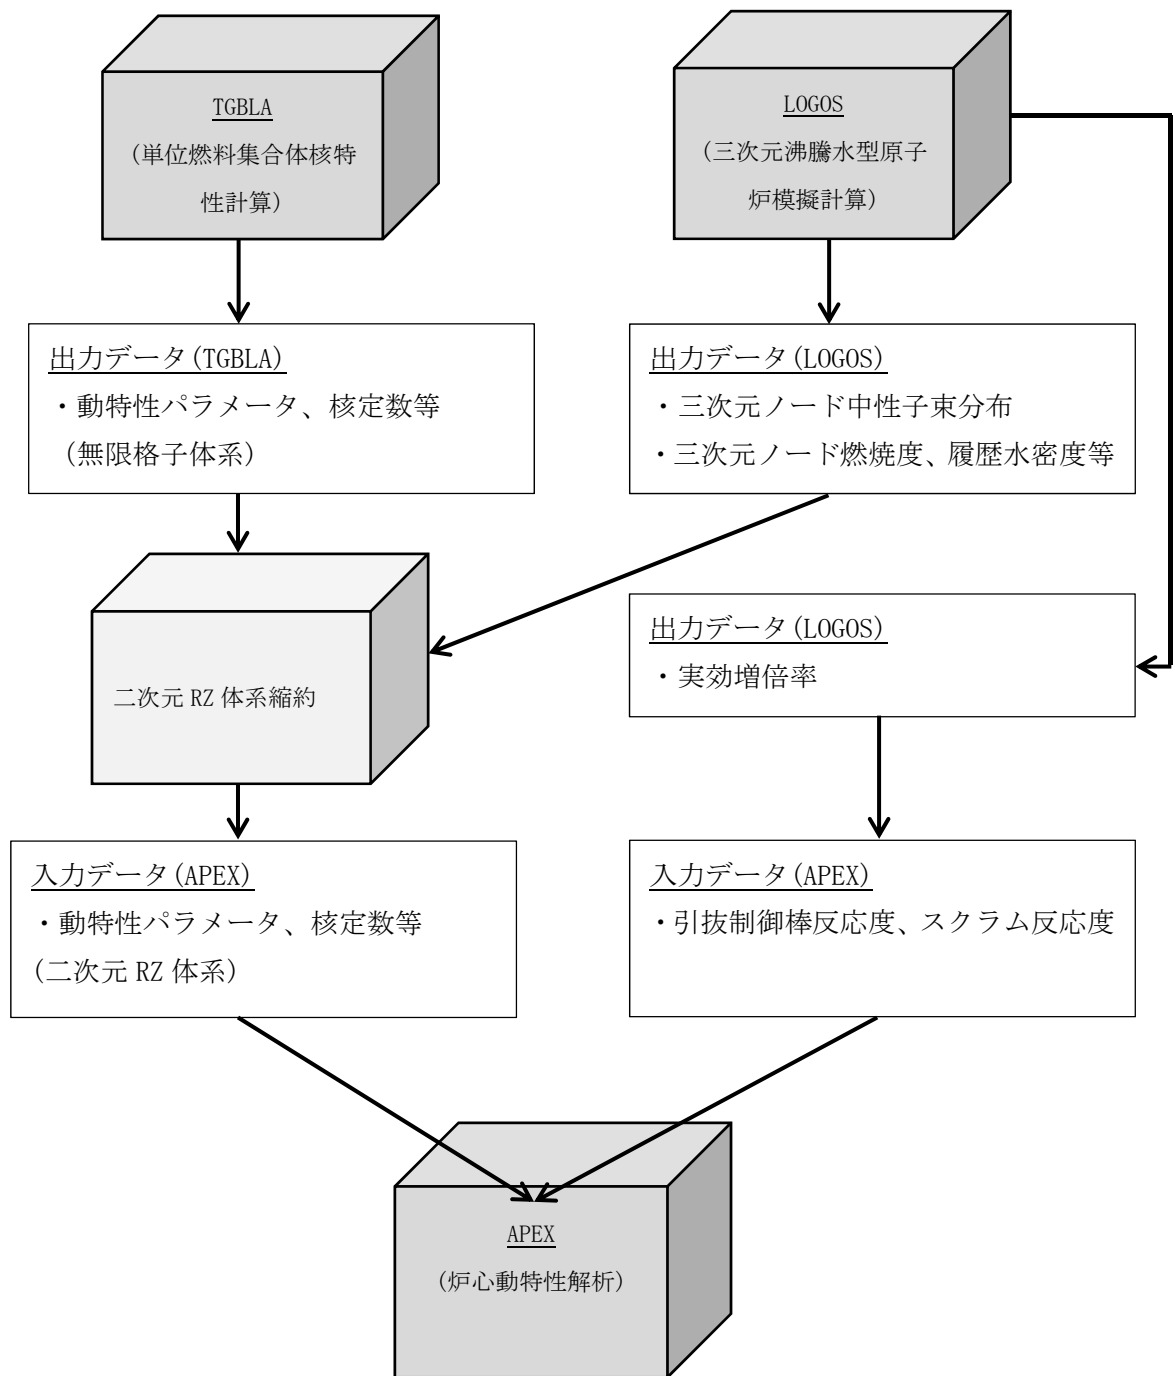 TGBLA
(単位燃料集合体核特
性計算)
LOGOS
(三次元沸騰水型原子
炉模擬計算)
出力データ(TGBLA)
・動特性パラメータ、核定数等
(無限格子体系)
出力データ(LOGOS)
・三次元ノード中性子束分布
・三次元ノード燃焼度、履歴水密度等
二次元 RZ 体系縮約
出力データ(LOGOS)
・実効増倍率
入力データ(APEX)
・動特性パラメータ、核定数等
(二次元 RZ 体系)
入力データ(APEX)
・引抜制御棒反応度、スクラム反応度
APEX
(炉心動特性解析)